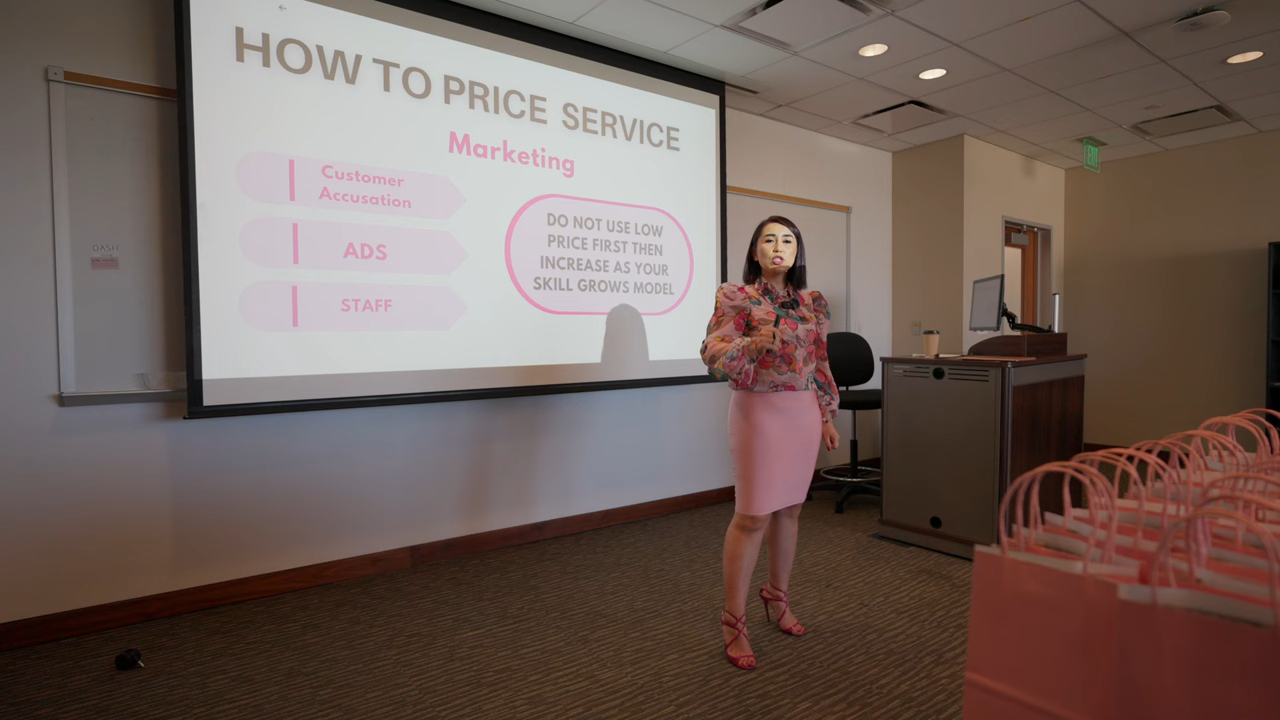 HOW TO PRICE SERVICE
Marketing
Customer
Accusation
ADS
STAFF
DO NOT USE LOW
PRICE FIRST THEN
INCREASE AS YOUR
SKILL GROWS MODEL
DASH
EXIT